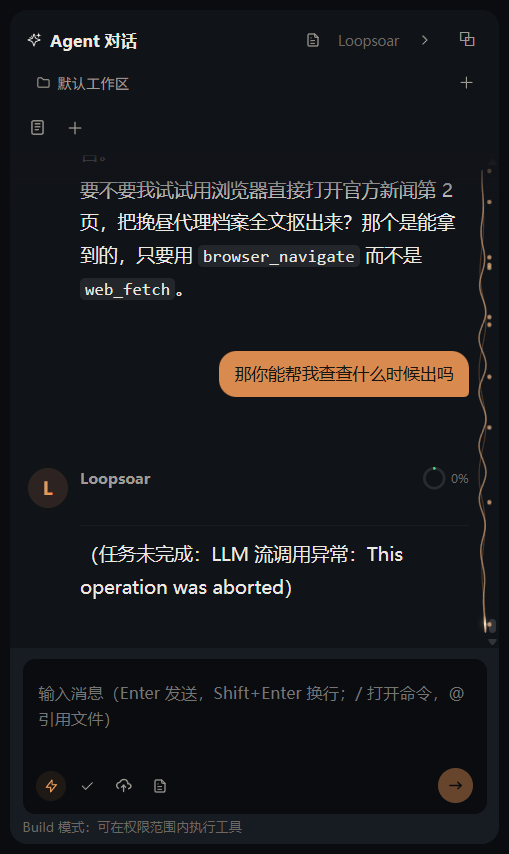 Agent 对话
Loopsoar
默认工作区
要不要我试试用浏览器直接打开官方新闻第 2
页，把挽昼代理档案全文抠出来？那个是能拿
到的，只要用 browser_navigate 而不是
web_fetch。
那你能帮我查查什么时候出吗
L
Loopsoar
0%
（任务未完成：LLM 流调用异常：This
operation was aborted）
输入消息（Enter 发送，Shift+Enter 换行；/ 打开命令，@
引用文件）
Build 模式：可在权限范围内执行工具